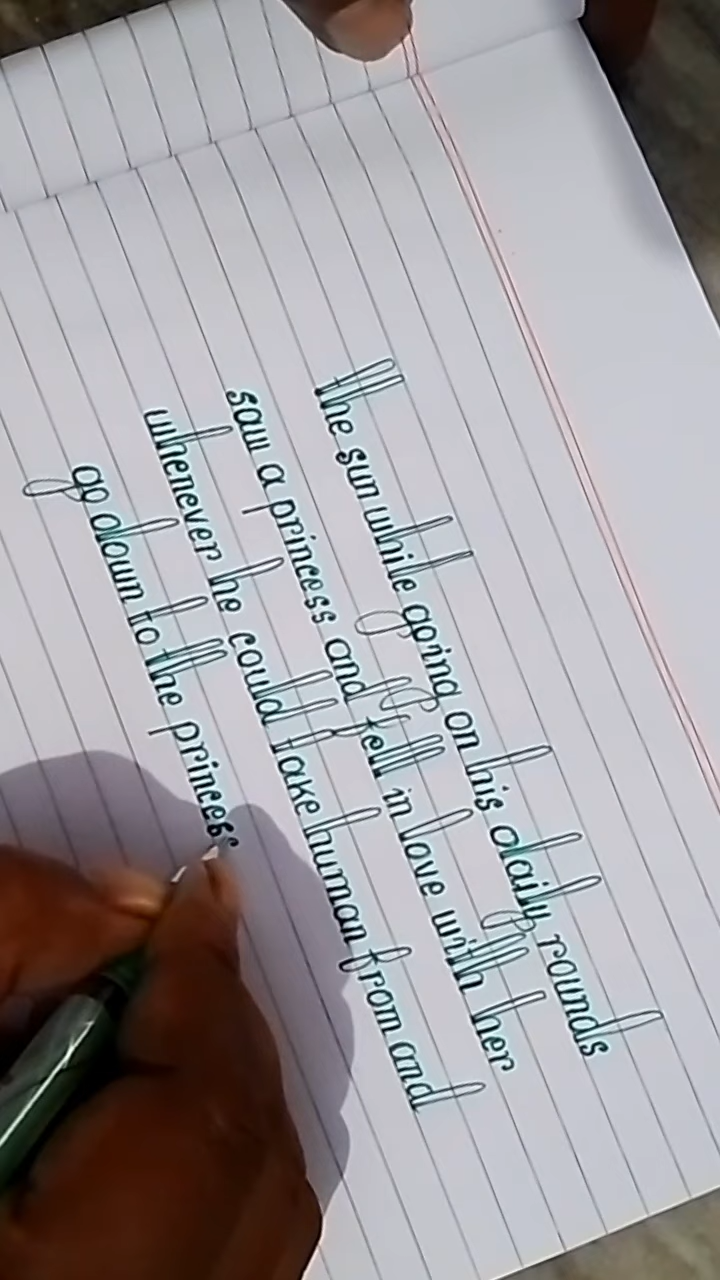 The sun while going on his daily rounds
saw a princess and fell in love with her
whenever he could take human from and
go down to the princess